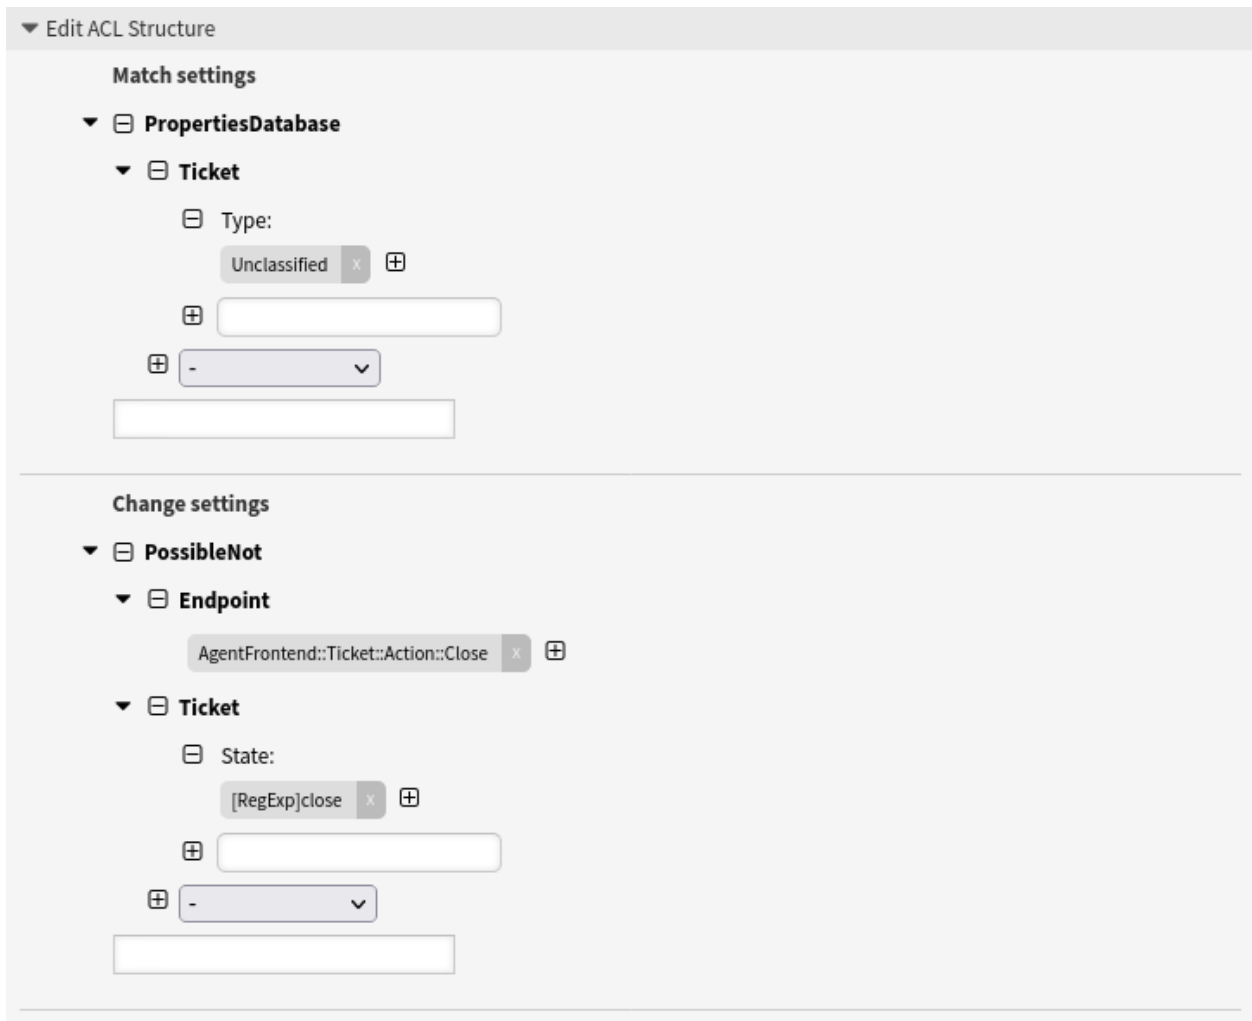 Edit ACL Structure
Match settings
PropertiesDatabase
Ticket
Type:
Unclassified x
-
Change settings
PossibleNot
Endpoint
AgentFrontend::Ticket::Action::Close x
Ticket
State:
[RegExp]close x
-